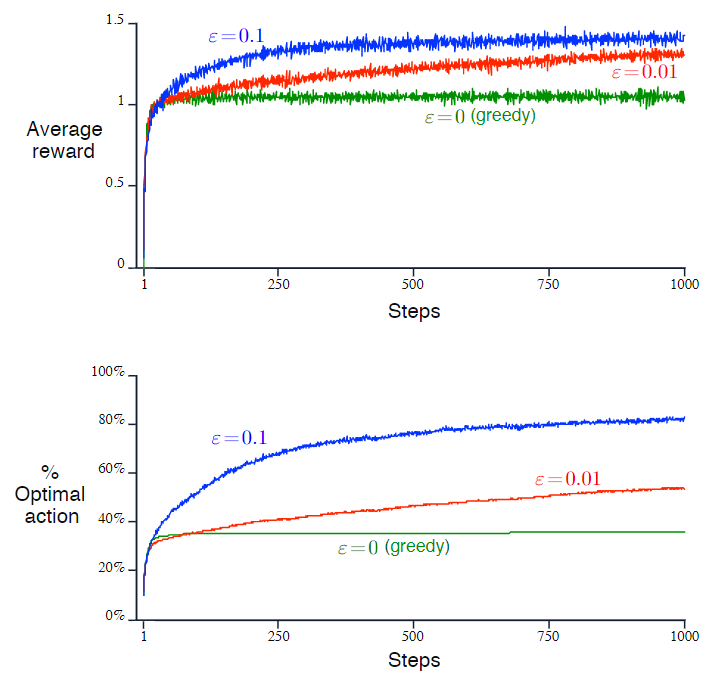 1.5
ε=0.1
ε=0.01
1
Average
reward
ε=0 (greedy)
0.5
0
1
250
500
750
1000
Steps
100%
80%
ε=0.1
60%
%
Optimal
action
ε=0.01
40%
ε=0 (greedy)
20%
0%
1
250
500
750
1000
Steps